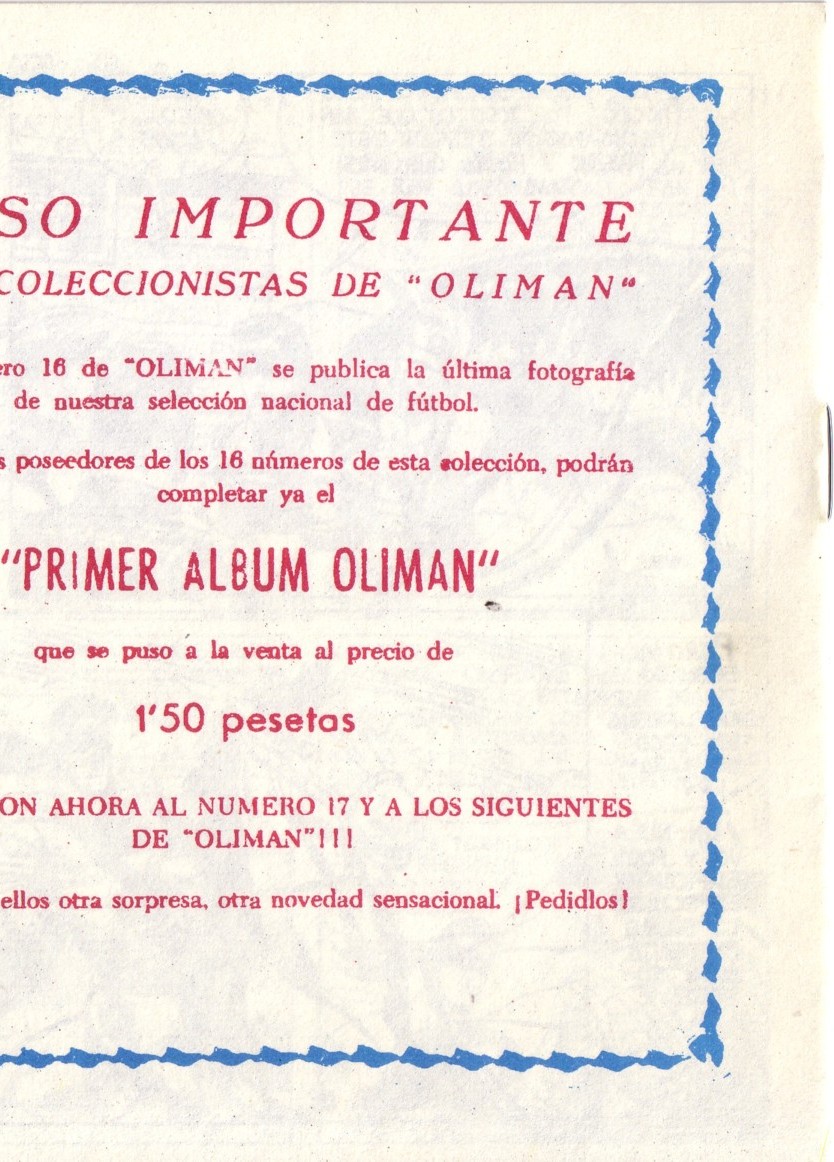 SO IMPORTANTE
COLECCIONISTAS DE "OLIMAN"
ero 16 de "OLIMAN" se publica la última fotografía
de nuestra selección nacional de fútbol.
s poseedores de los 16 números de esta colección, podrán
completar ya el
"PRIMER ALBUM OLIMAN"
que se puso a la venta al precio de
1'50 pesetas
ON AHORA AL NUMERO 17 Y A LOS SIGUIENTES
DE "OLIMAN"!!!
ellos otra sorpresa, otra novedad sensacional. ¡Pedidlos!